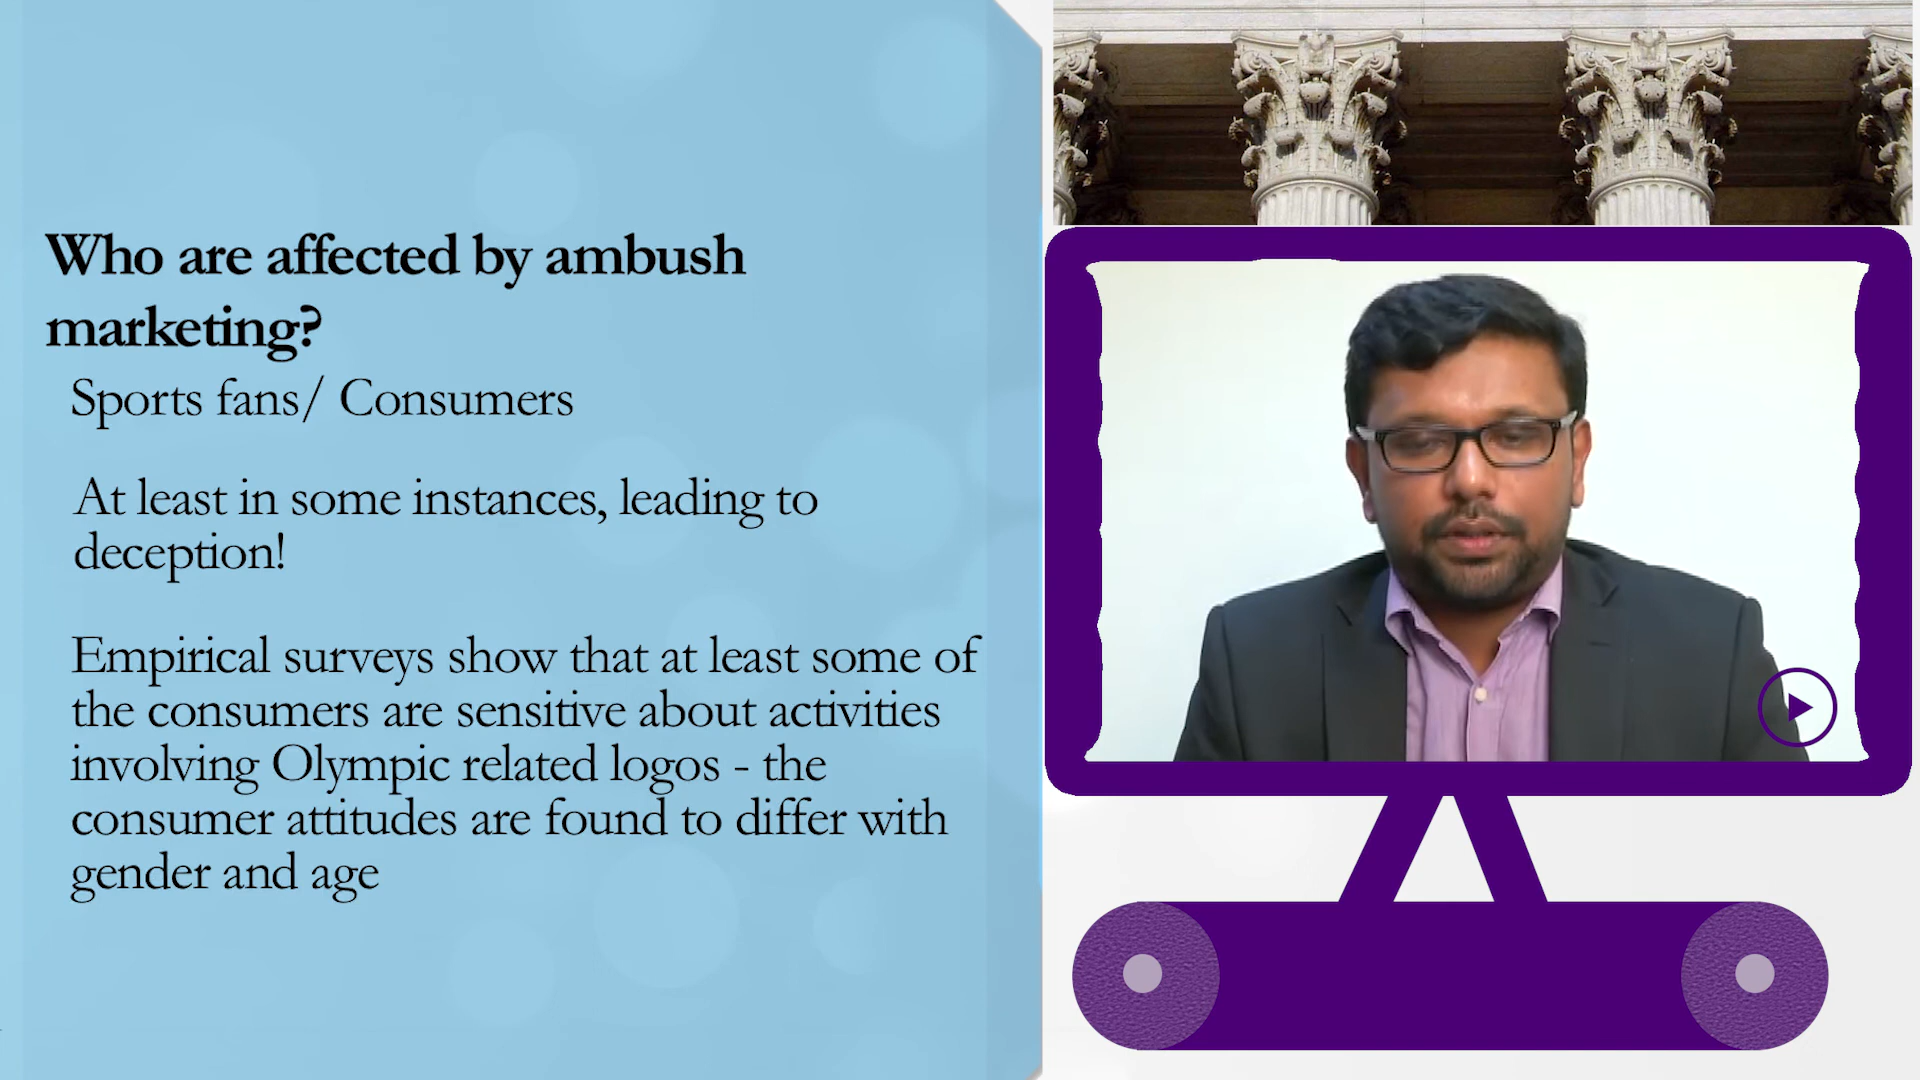 Who are affected by ambush
marketing?
Sports fans/ Consumers
At least in some instances, leading to
deception!
Empirical surveys show that at least some of
the consumers are sensitive about activities
involving Olympic related logos - the
consumer attitudes are found to differ with
gender and age